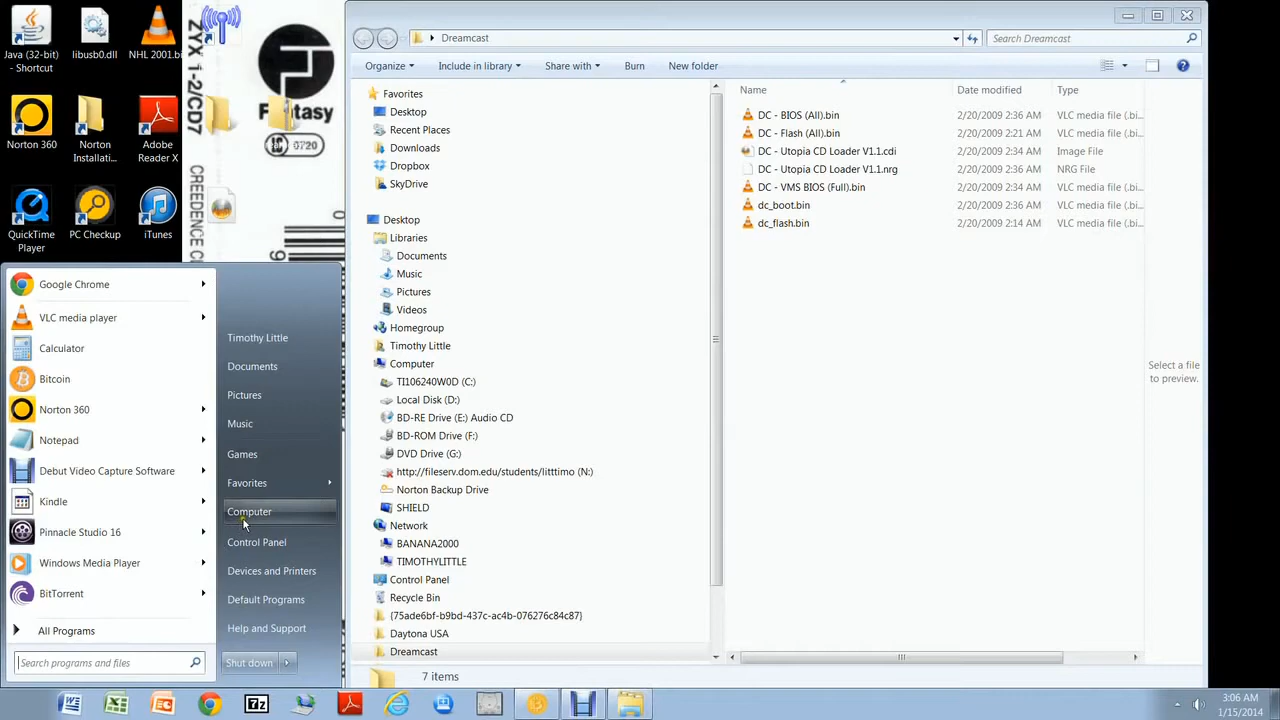 Java (32-bit)
- Shortcut
libusb0.dll
NHL 2001.bi
Norton 360
Norton
Installati...
Adobe
Reader X
QuickTime
Player
PC Checkup
iTunes
ZYX 1-2/CD7
CREEDENCE C
0720
Google Chrome
VLC media player
Calculator
Bitcoin
Norton 360
Notepad
Debut Video Capture Software
Kindle
Pinnacle Studio 16
Windows Media Player
BitTorrent
All Programs
Search programs and files
Timothy Little
Documents
Pictures
Music
Games
Favorites
Computer
Control Panel
Devices and Printers
Default Programs
Help and Support
Shut down
Dreamcast
Search Dreamcast
Organize
Include in library
Share with
Burn
New folder
Favorites
Desktop
Recent Places
Downloads
Dropbox
SkyDrive
Desktop
Libraries
Documents
Music
Pictures
Videos
Homegroup
Timothy Little
Computer
TI106240W0D (C:)
Local Disk (D:)
BD-RE Drive (E:) Audio CD
BD-ROM Drive (F:)
DVD Drive (G:)
http://fileserv.dom.edu/students/litttimo (N:)
Norton Backup Drive
SHIELD
Network
BANANA2000
TIMOTHYLITTLE
Control Panel
Recycle Bin
{75ade6bf-b9bd-437c-ac4b-076276c84c87}
Daytona USA
Dreamcast
Name Date modified Type
DC - BIOS (All).bin 2/20/2009 2:36 AM VLC media file (.bi...
DC - Flash (All).bin 2/20/2009 2:21 AM VLC media file (.bi...
DC - Utopia CD Loader V1.1.cdi 2/20/2009 2:34 AM Image File
DC - Utopia CD Loader V1.1.nrg 2/20/2009 2:36 AM NRG File
DC - VMS BIOS (Full).bin 2/20/2009 2:34 AM VLC media file (.bi...
dc_boot.bin 2/20/2009 2:36 AM VLC media file (.bi...
dc_flash.bin 2/20/2009 2:14 AM VLC media file (.bi...
Select a file
to preview.
7 items
7z
3:06 AM
1/15/2014